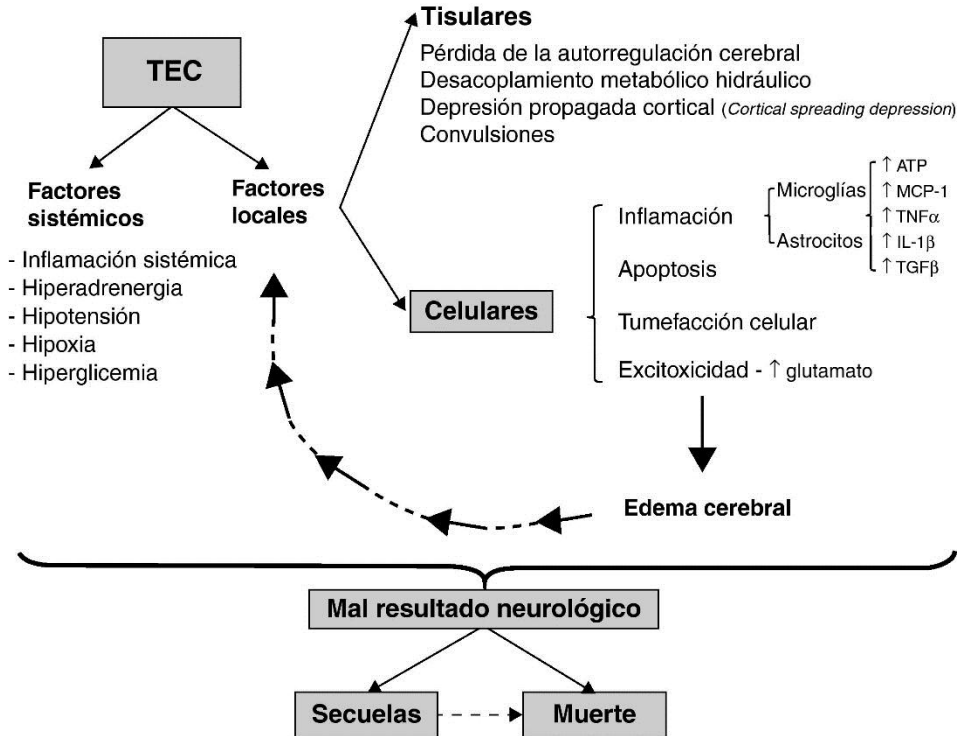 TEC
Factores
sistémicos
- Inflamación sistémica
- Hiperadrenergia
- Hipotensión
- Hipoxia
- Hiperglicemia
Factores
locales
Tisulares
Pérdida de la autorregulación cerebral
Desacoplamiento metabólico hidráulico
Depresión propagada cortical (Cortical spreading depression)
Convulsiones
Celulares
Inflamación
Microglías
Astrocitos
↑ ATP
↑ MCP-1
↑ TNFα
↑ IL-1β
↑ TGFβ
Apoptosis
Tumefacción celular
Excitoxicidad - ↑ glutamato
Edema cerebral
Mal resultado neurológico
Secuelas
Muerte